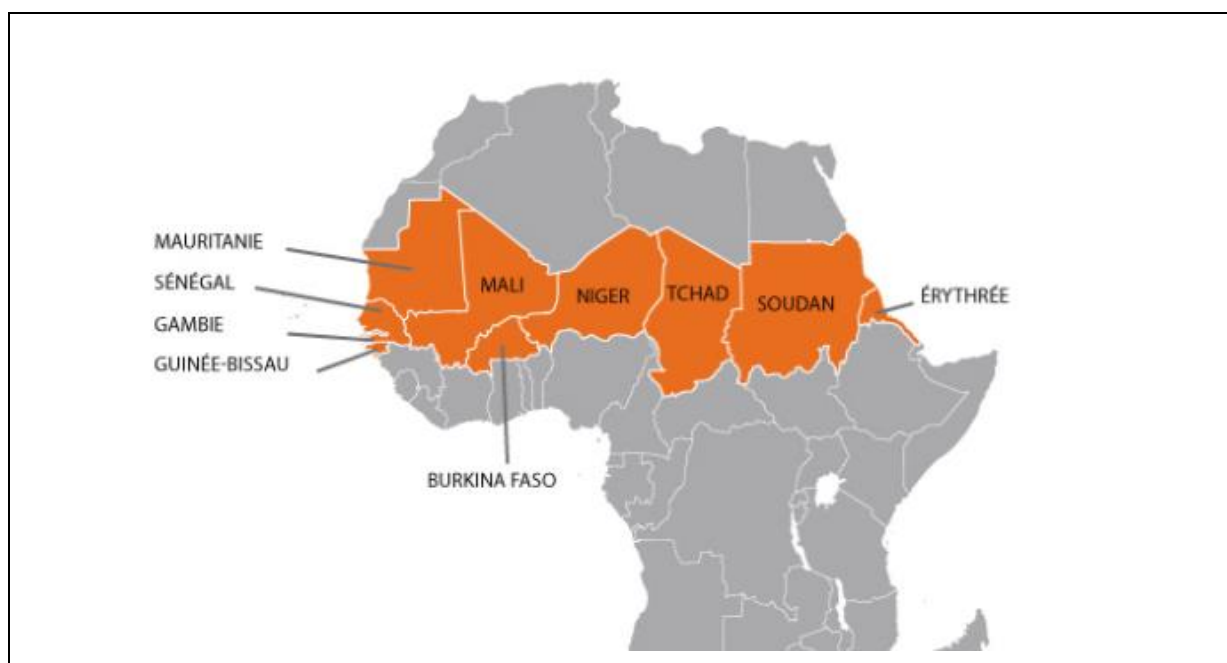 MAURITANIE
SÉNÉGAL
GAMBIE
GUINÉE-BISSAU
MALI
NIGER
TCHAD
SOUDAN
ÉRYTHRÉE
BURKINA FASO